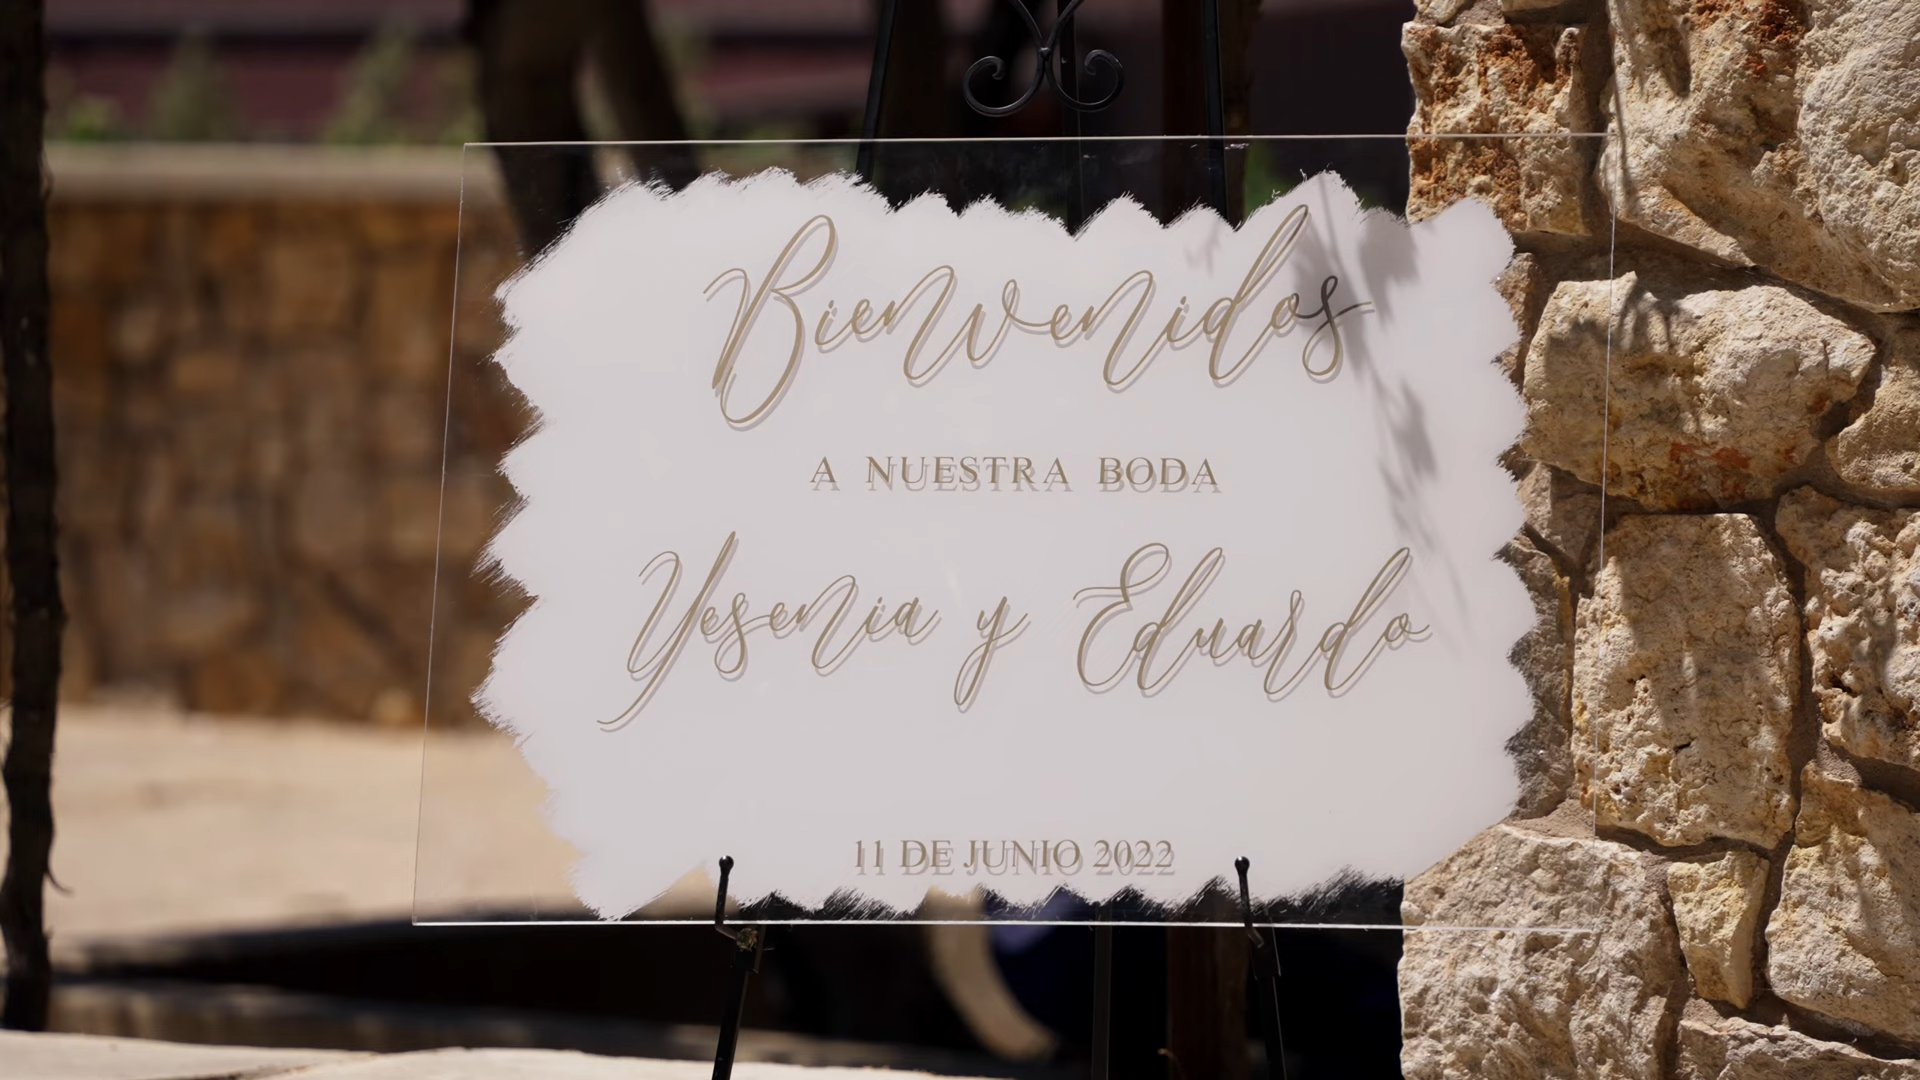 Bienvenidos
A NUESTRA BODA
Yesenia y Eduardo
11 DE JUNIO 2022